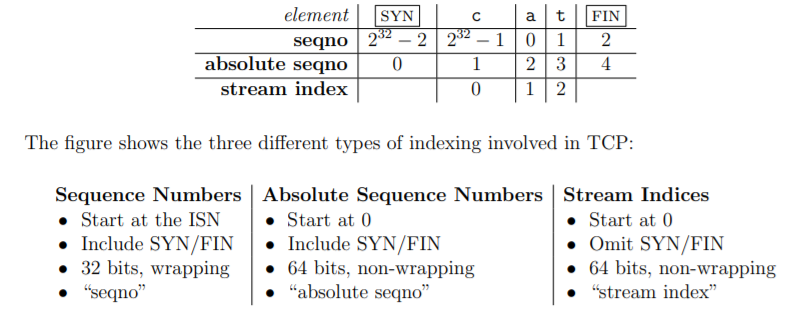 element SYN c a t FIN
seqno 2^32 − 2 2^32 − 1 0 1 2
absolute seqno 0 1 2 3 4
stream index 0 1 2
The figure shows the three different types of indexing involved in TCP:
Sequence Numbers Absolute Sequence Numbers Stream Indices
• Start at the ISN • Start at 0 • Start at 0
• Include SYN/FIN • Include SYN/FIN • Omit SYN/FIN
• 32 bits, wrapping • 64 bits, non-wrapping • 64 bits, non-wrapping
• “seqno” • “absolute seqno” • “stream index”